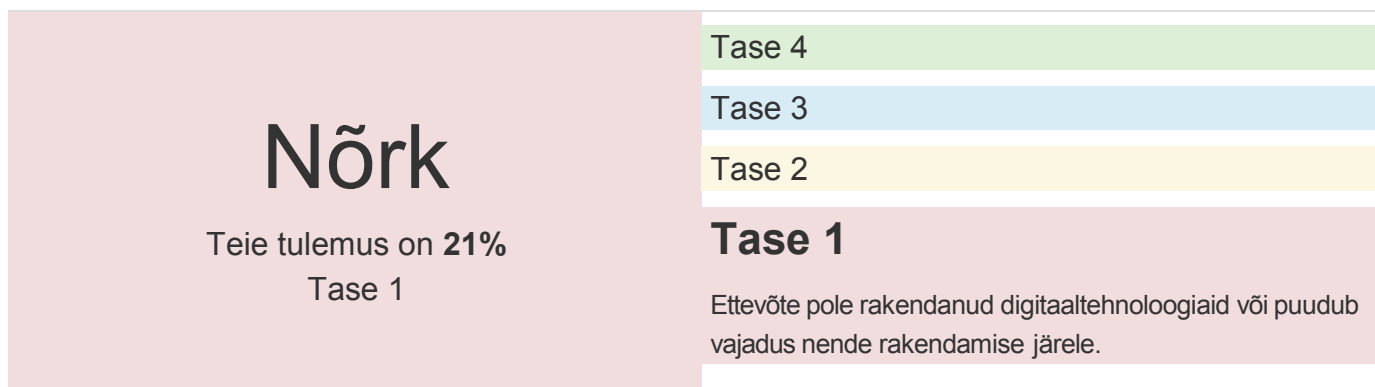 Nõrk
Teie tulemus on 21%
Tase 1
Tase 4
Tase 3
Tase 2
Tase 1
Ettevõte pole rakendanud digitaaltehnoloogiaid või puudub
vajadus nende rakendamise järele.